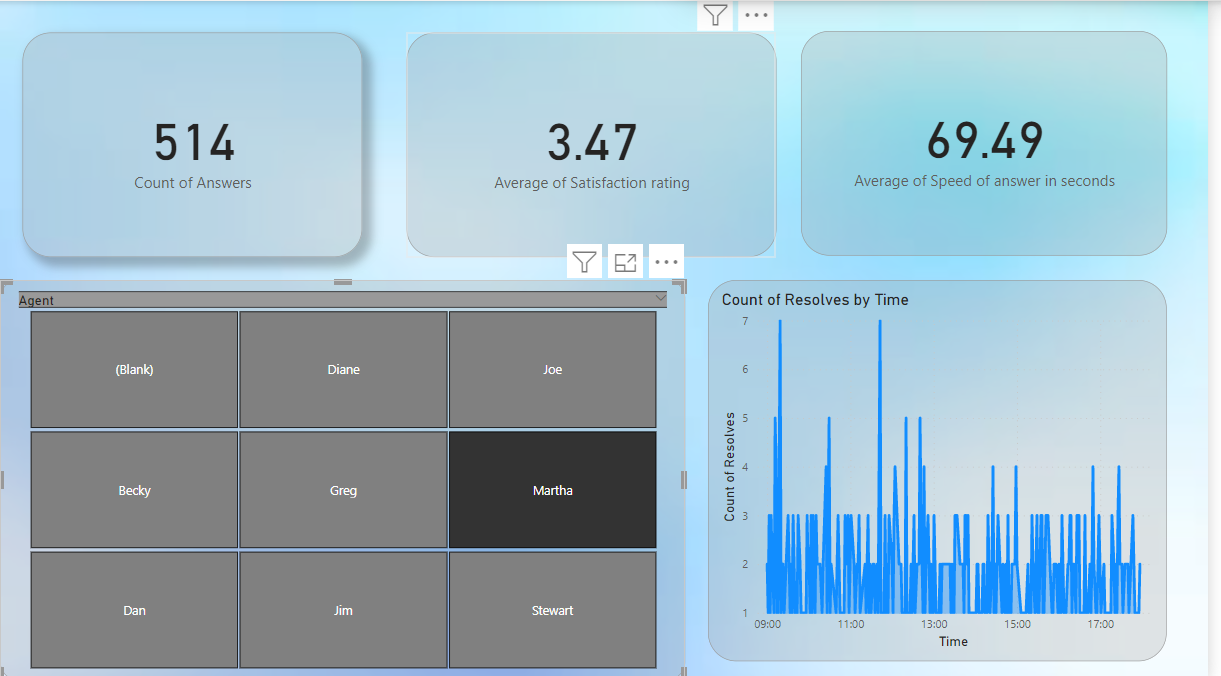 514
Count of Answers
3.47
Average of Satisfaction rating
69.49
Average of Speed of answer in seconds
Agent
(Blank)
Diane
Joe
Becky
Greg
Martha
Dan
Jim
Stewart
Count of Resolves by Time
Count of Resolves
7
6
5
4
3
2
1
09:00
11:00
13:00
15:00
17:00
Time